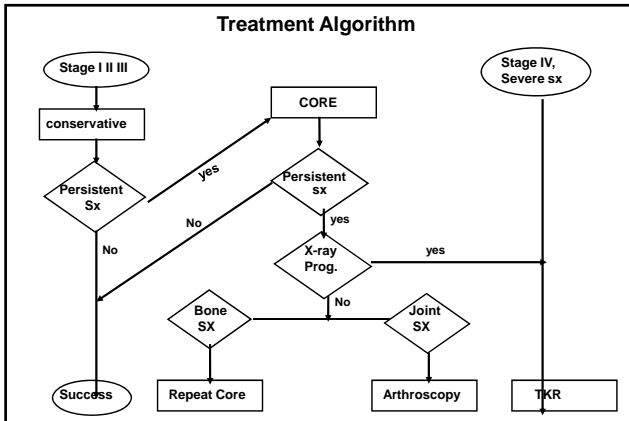 Treatment Algorithm
Stage I II III
Stage IV,
Severe sx
CORE
conservative
yes
Persistent
Sx
Persistent
sx
No
yes
No
X-ray
Prog.
yes
No
Bone
SX
Joint
SX
Success
Repeat Core
Arthroscopy
TKR